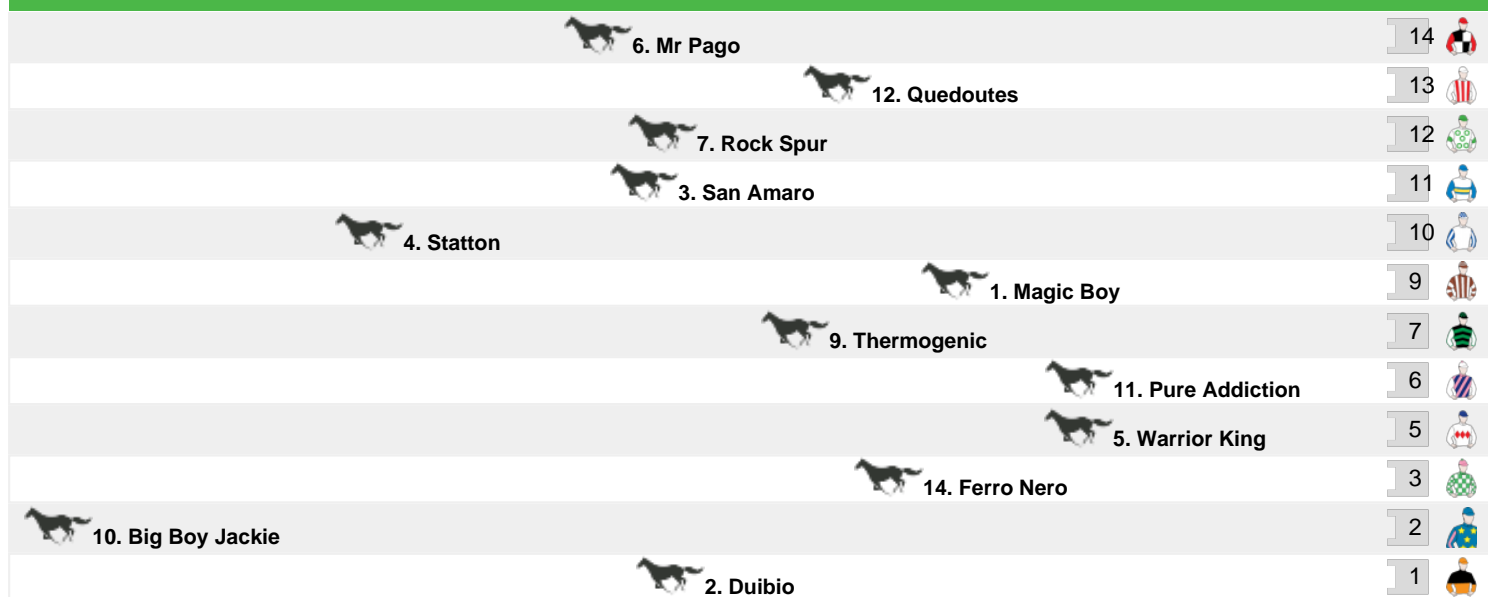 6. Mr Pago 14
12. Quedoutes 13
7. Rock Spur 12
3. San Amaro 11
4. Statton 10
1. Magic Boy 9
9. Thermogenic 7
11. Pure Addiction 6
5. Warrior King 5
14. Ferro Nero 3
10. Big Boy Jackie 2
2. Duibio 1